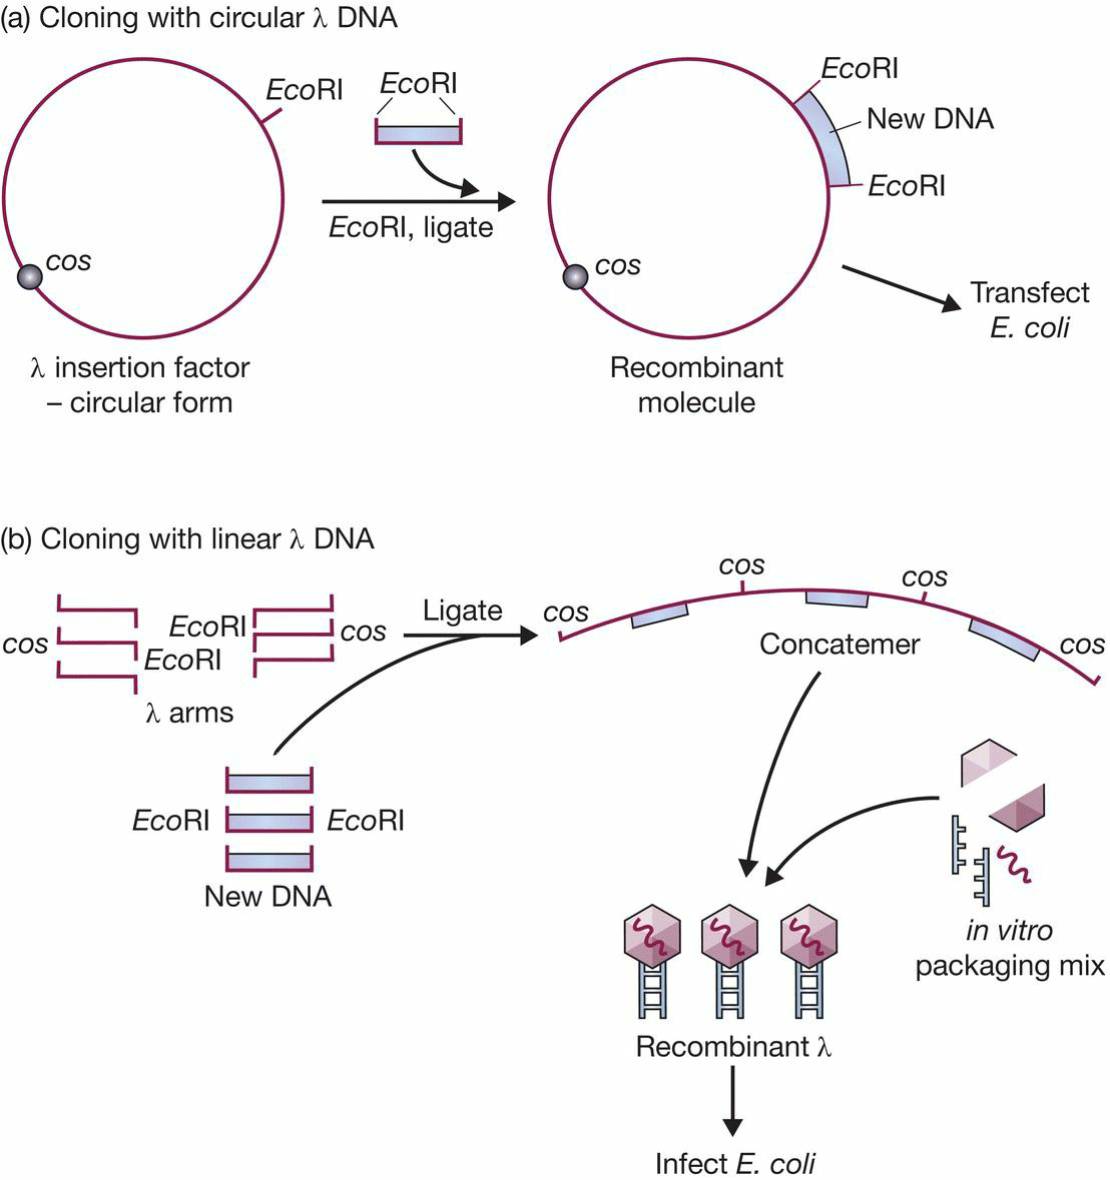 (a) Cloning with circular λ DNA
EcoRI
EcoRI
EcoRI, ligate
cos
λ insertion factor
– circular form
EcoRI
New DNA
EcoRI
cos
Recombinant
molecule
Transfect
E. coli
(b) Cloning with linear λ DNA
cos
EcoRI
EcoRI
cos
λ arms
Ligate
EcoRI
EcoRI
New DNA
cos
cos
cos
cos
Concatemer
in vitro
packaging mix
Recombinant λ
Infect E. coli